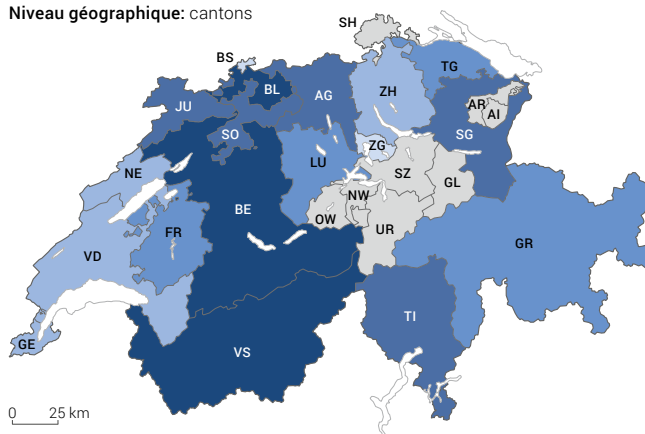 Niveau géographique: cantons
SH
BS
TG
BL
ZH
AG
JU
AR
AI
SO
SG
ZG
LU
NE
SZ
GL
NW
BE
OW
UR
FR
GR
VD
TI
GE
VS
0 25 km